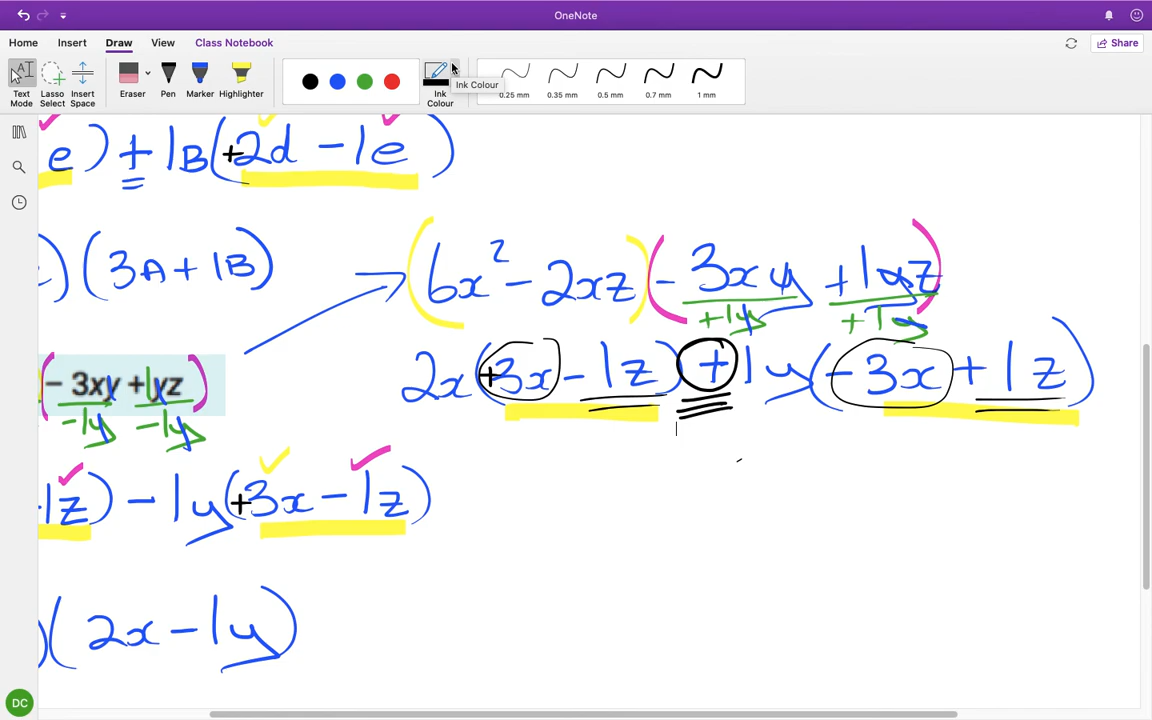 OneNote
Home Insert Draw View Class Notebook Share
Text Mode Lasso Select Insert Space Eraser Pen Marker Highlighter Ink Colour Ink Colour 0.25 mm 0.35 mm 0.5 mm 0.7 mm 1 mm
e) + 1B(+2d - 1e)
)(3A + 1B)
(6x² - 2xz)(- 3xy + 1yz)
+1y +1y
2x(+3x - 1z) + 1y(-3x + 1z)
(- 3xy +1yz)
-1y -1y
1z) - 1y(+3x - 1z)
)(2x - 1y)
DC